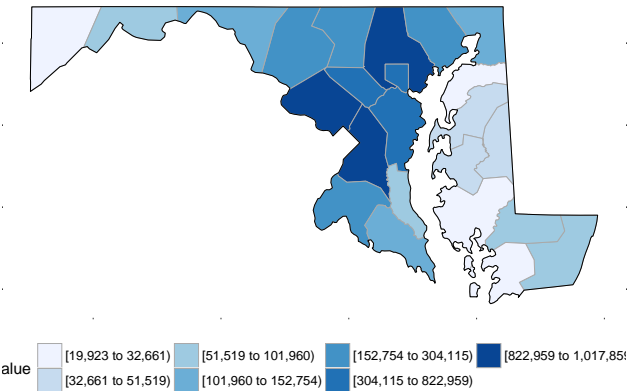 alue [19,923 to 32,661) [51,519 to 101,960) [152,754 to 304,115) [822,959 to 1,017,859
[32,661 to 51,519) [101,960 to 152,754) [304,115 to 822,959)